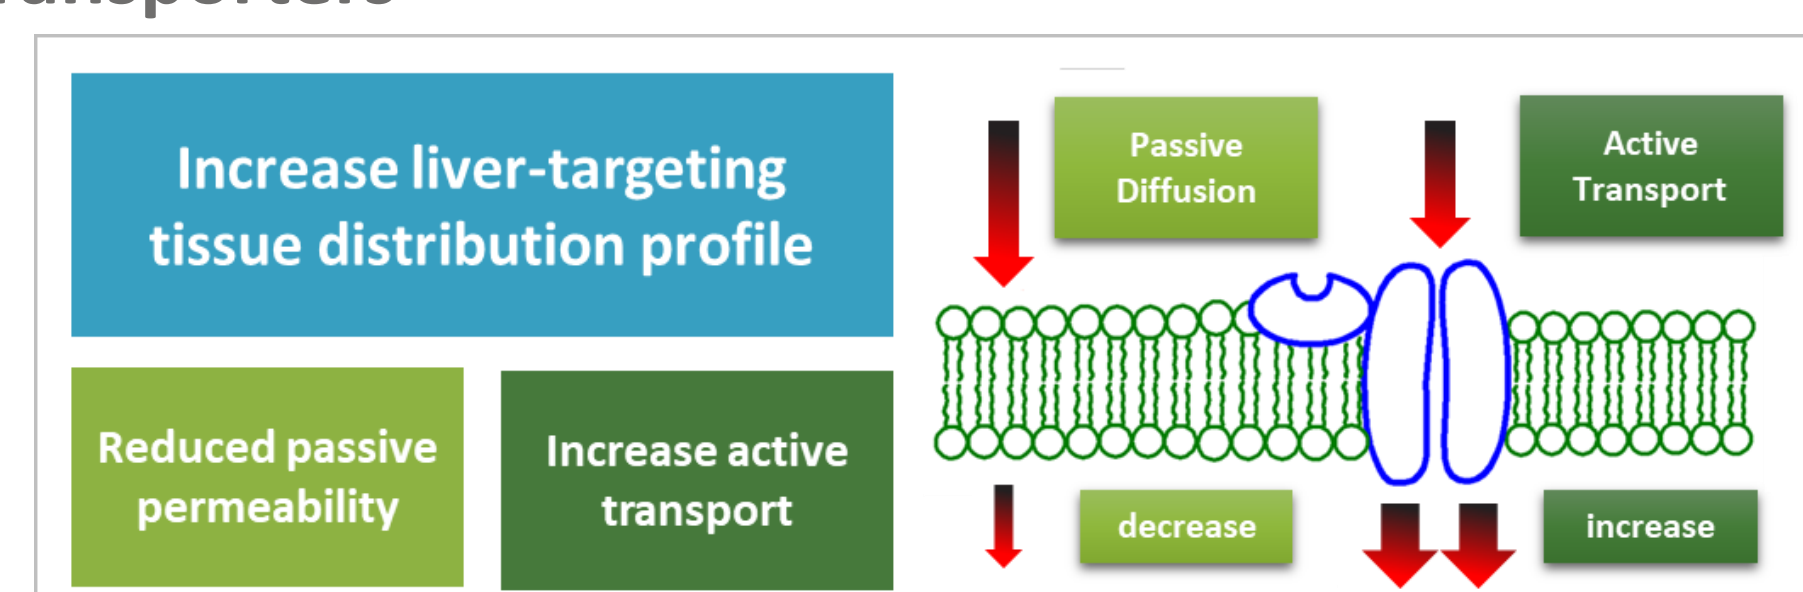 Increase liver-targeting
tissue distribution profile
Reduced passive
permeability
Increase active
transport
Passive
Diffusion
Active
Transport
decrease
increase